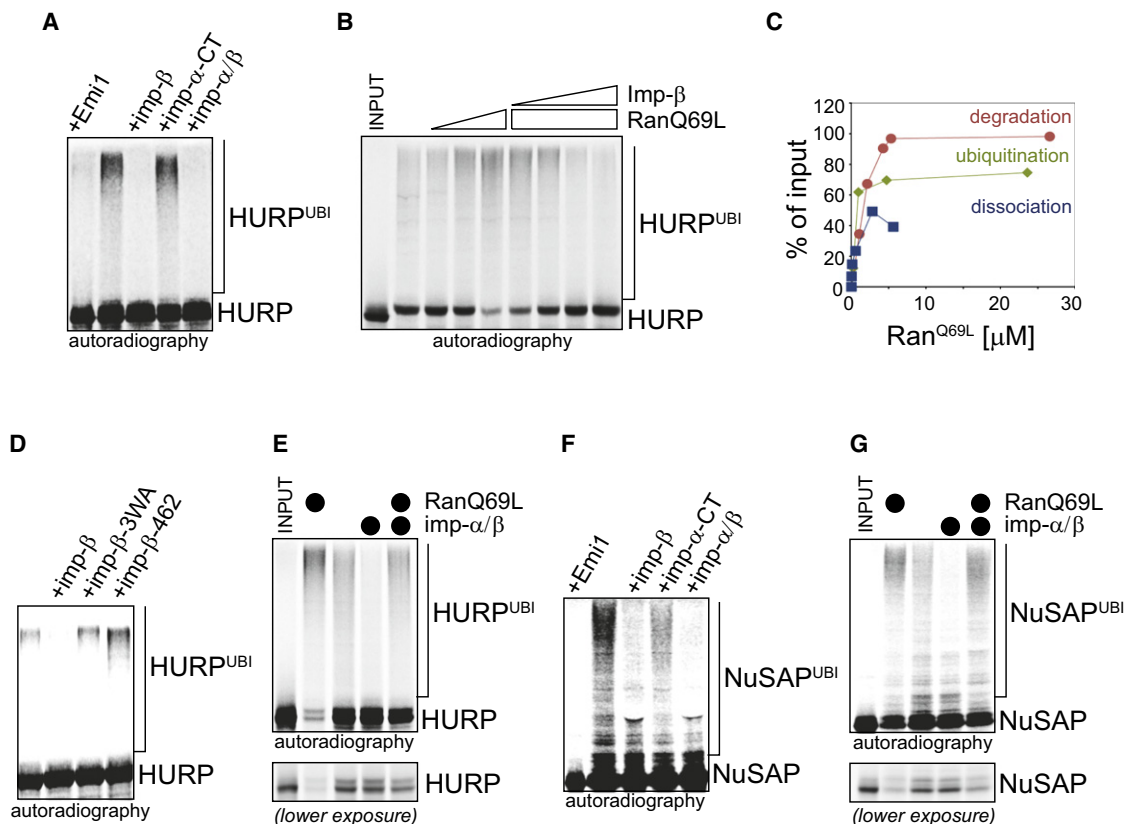 A
+Emi1
+imp-β
+imp-α-CT
+imp-α/β
HURPUBI
HURP
autoradiography
B
INPUT
Imp-β
RanQ69L
HURPUBI
HURP
autoradiography
C
120
100
80
60
40
20
0
% of input
degradation
ubiquitination
dissociation
0 10 20 30
RanQ69L [μM]
D
+imp-β
+imp-β-3WA
+imp-β-462
HURPUBI
HURP
autoradiography
E
INPUT
RanQ69L
imp-α/β
HURPUBI
HURP
autoradiography
HURP
(lower exposure)
F
+Emi1
+imp-β
+imp-α-CT
+imp-α/β
NuSAPUBI
NuSAP
autoradiography
G
INPUT
RanQ69L
imp-α/β
NuSAPUBI
NuSAP
autoradiography
NuSAP
(lower exposure)